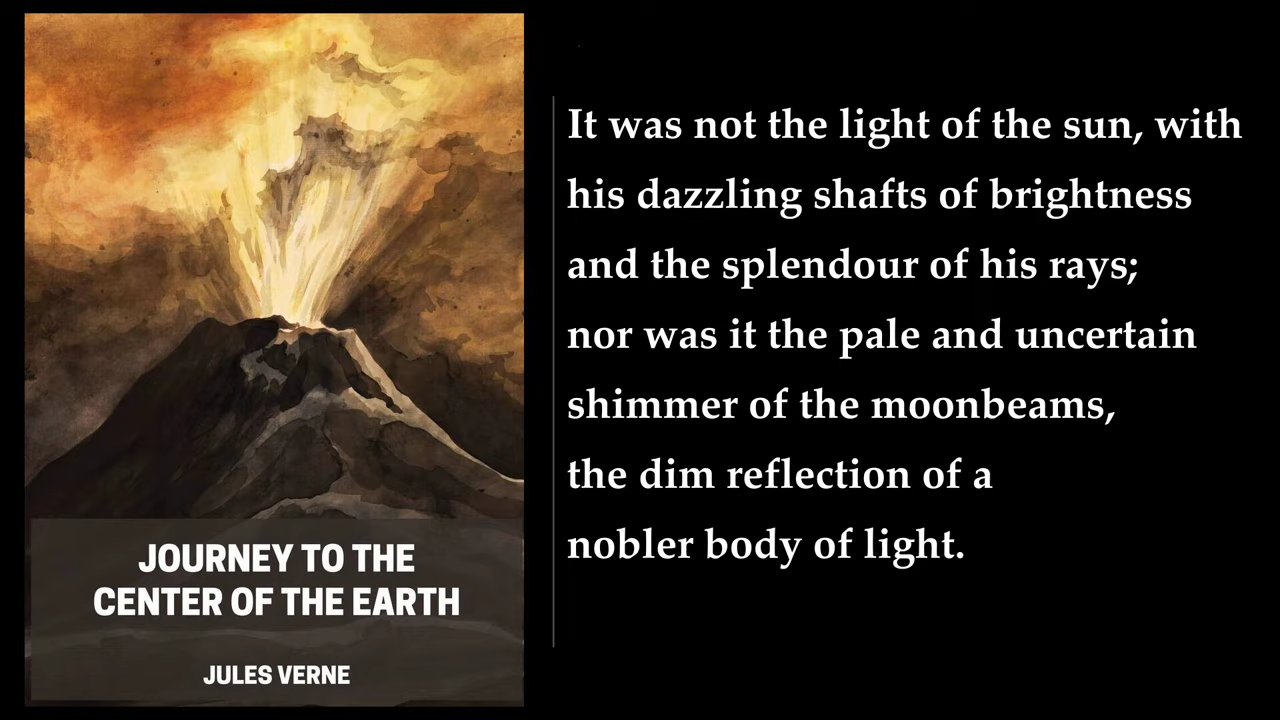 JOURNEY TO THE
CENTER OF THE EARTH
JULES VERNE
It was not the light of the sun, with
his dazzling shafts of brightness
and the splendour of his rays;
nor was it the pale and uncertain
shimmer of the moonbeams,
the dim reflection of a
nobler body of light.